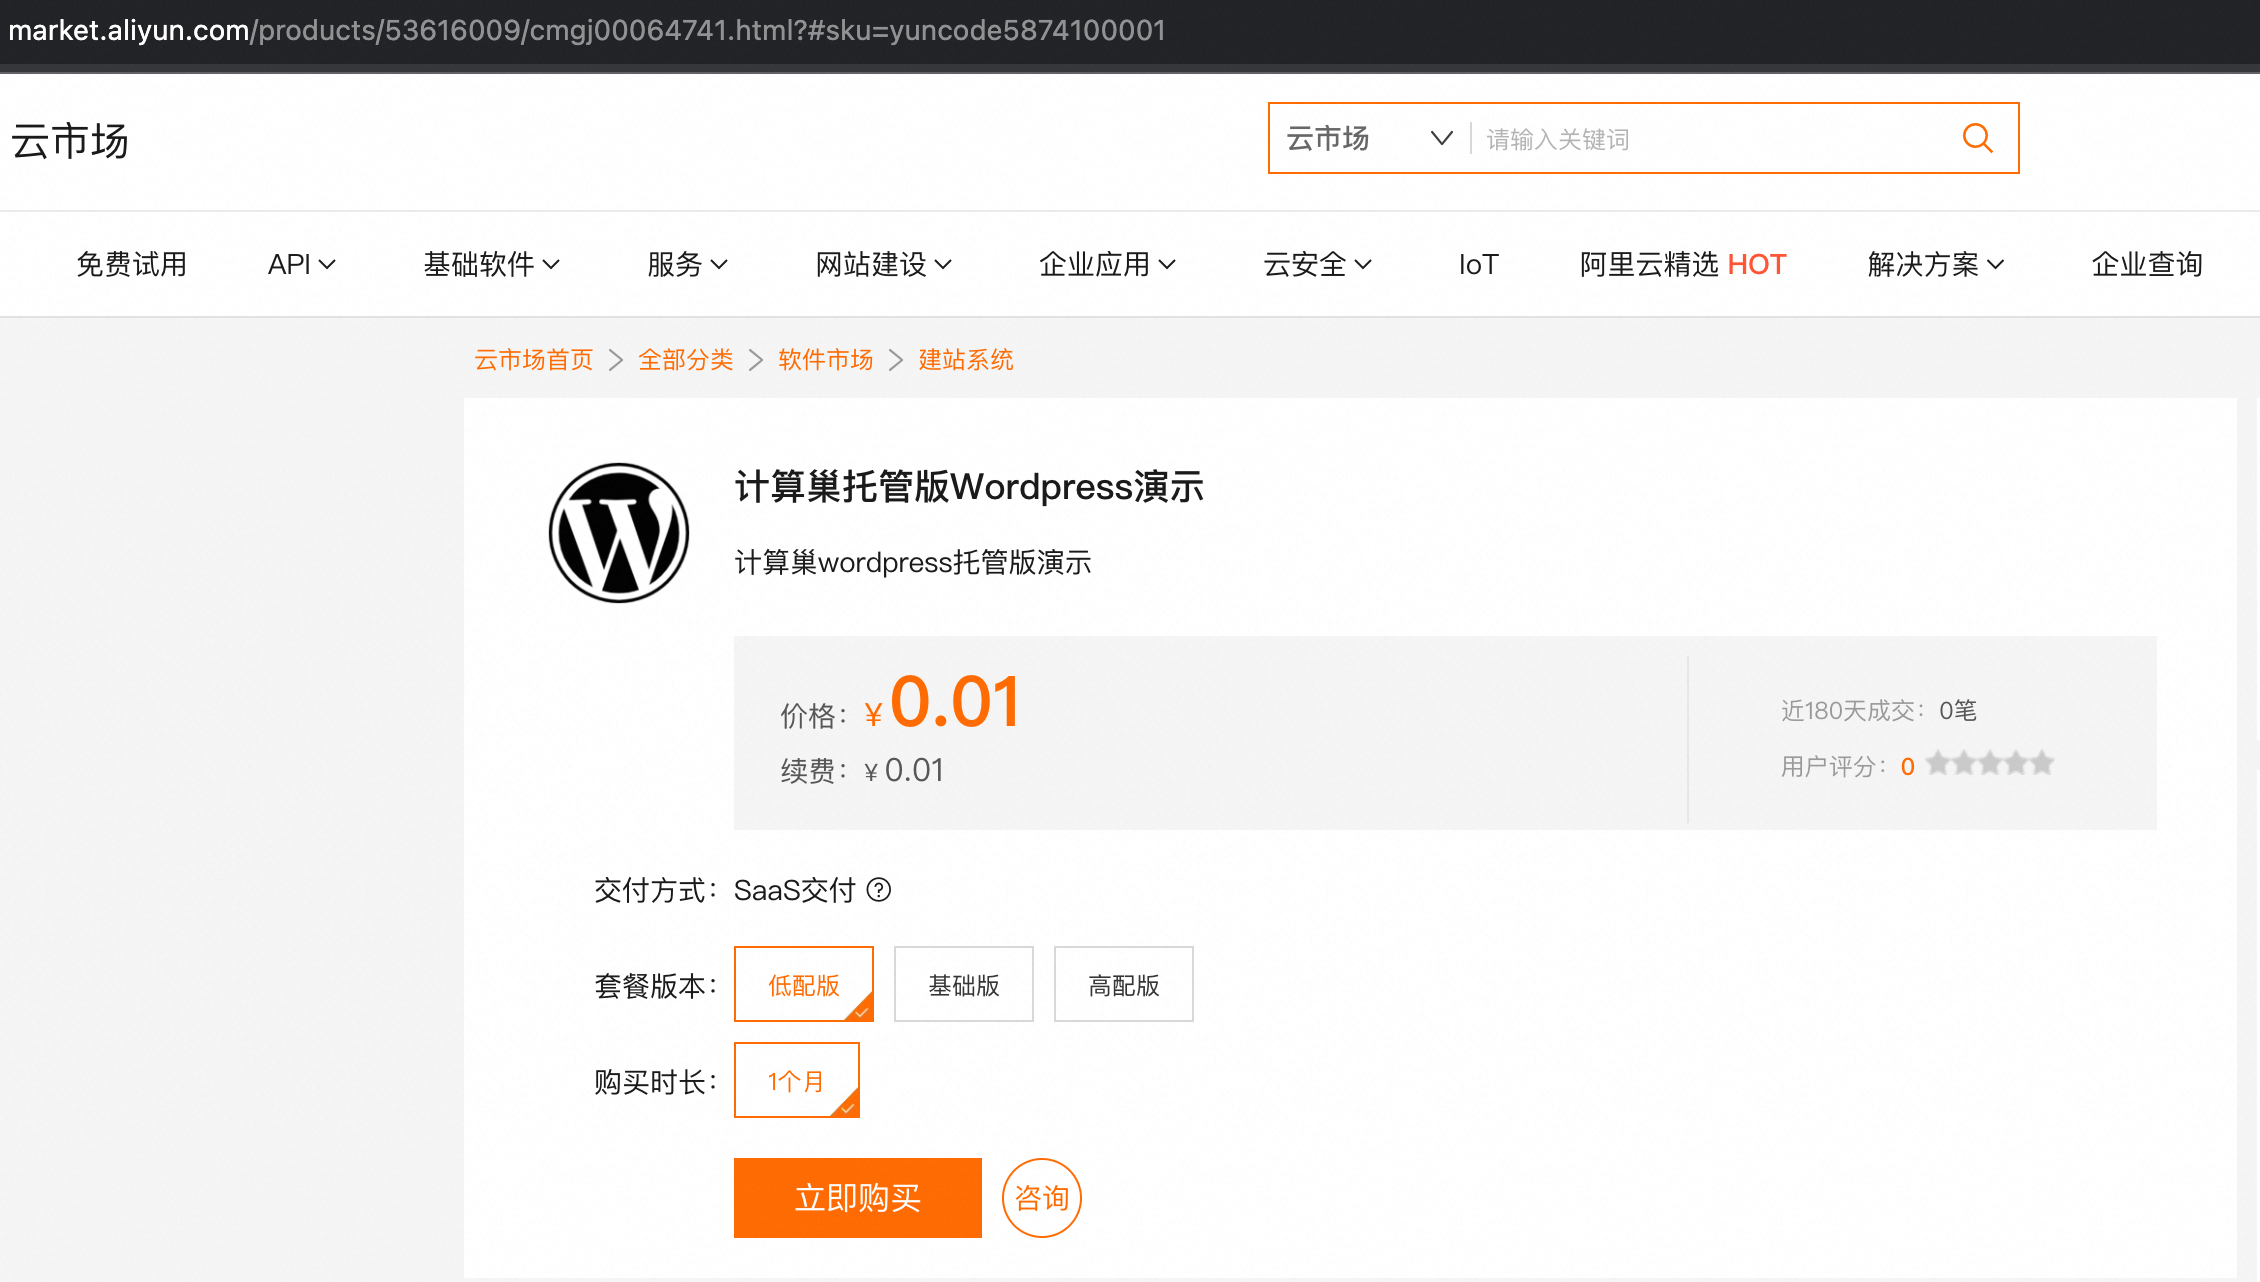 market.aliyun.com/products/53616009/cmgj00064741.html?#sku=yuncode5874100001
云市场
云市场 请输入关键词
免费试用 API 基础软件 服务 网站建设 企业应用 云安全 IoT 阿里云精选 HOT 解决方案 企业查询
云市场首页 > 全部分类 > 软件市场 > 建站系统
计算巢托管版Wordpress演示
计算巢wordpress托管版演示
价格: ¥ 0.01
续费: ¥ 0.01
近180天成交: 0笔
用户评分: 0
交付方式: SaaS交付 ?
套餐版本: 低配版 基础版 高配版
购买时长: 1个月
立即购买 咨询